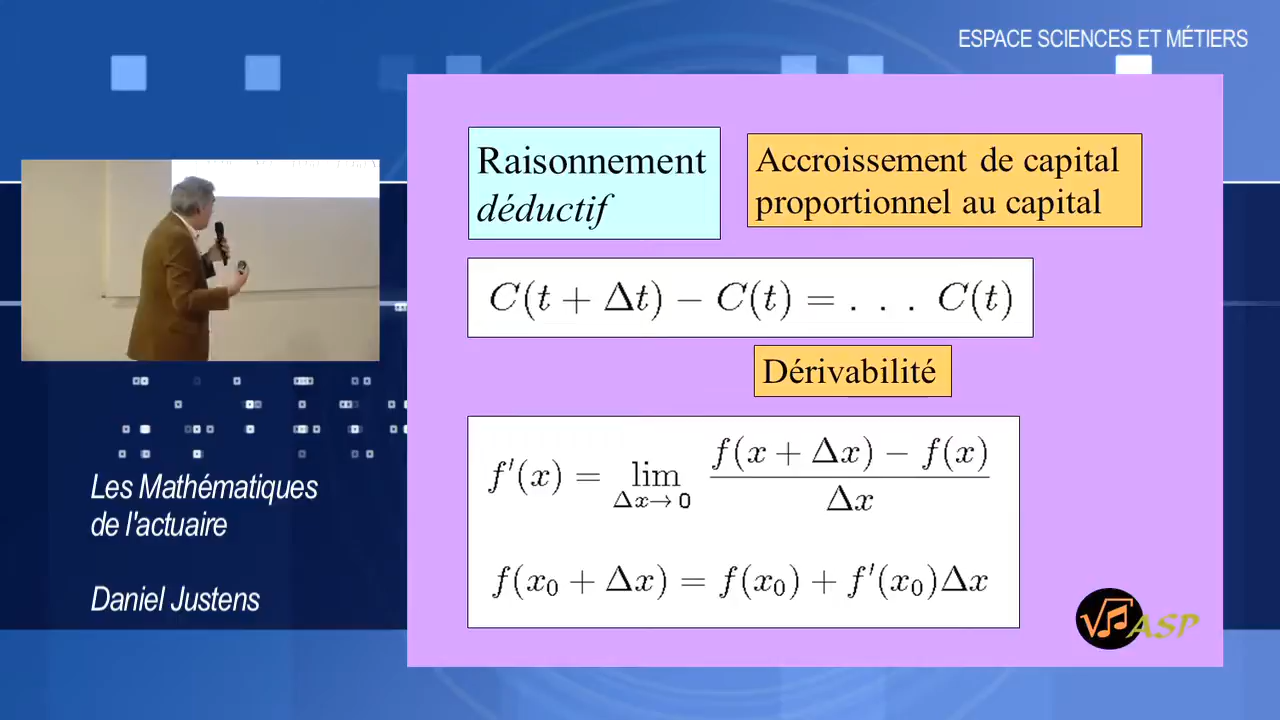 ESPACE SCIENCES ET MÉTIERS
Raisonnement
déductif
Accroissement de capital
proportionnel au capital
C(t + Δt) − C(t) = . . . C(t)
Dérivabilité
f′(x) = lim Δx→0 f(x + Δx) − f(x) / Δx
f(x₀ + Δx) = f(x₀) + f′(x₀)Δx
Les Mathématiques
de l'actuaire
Daniel Justens
ASP